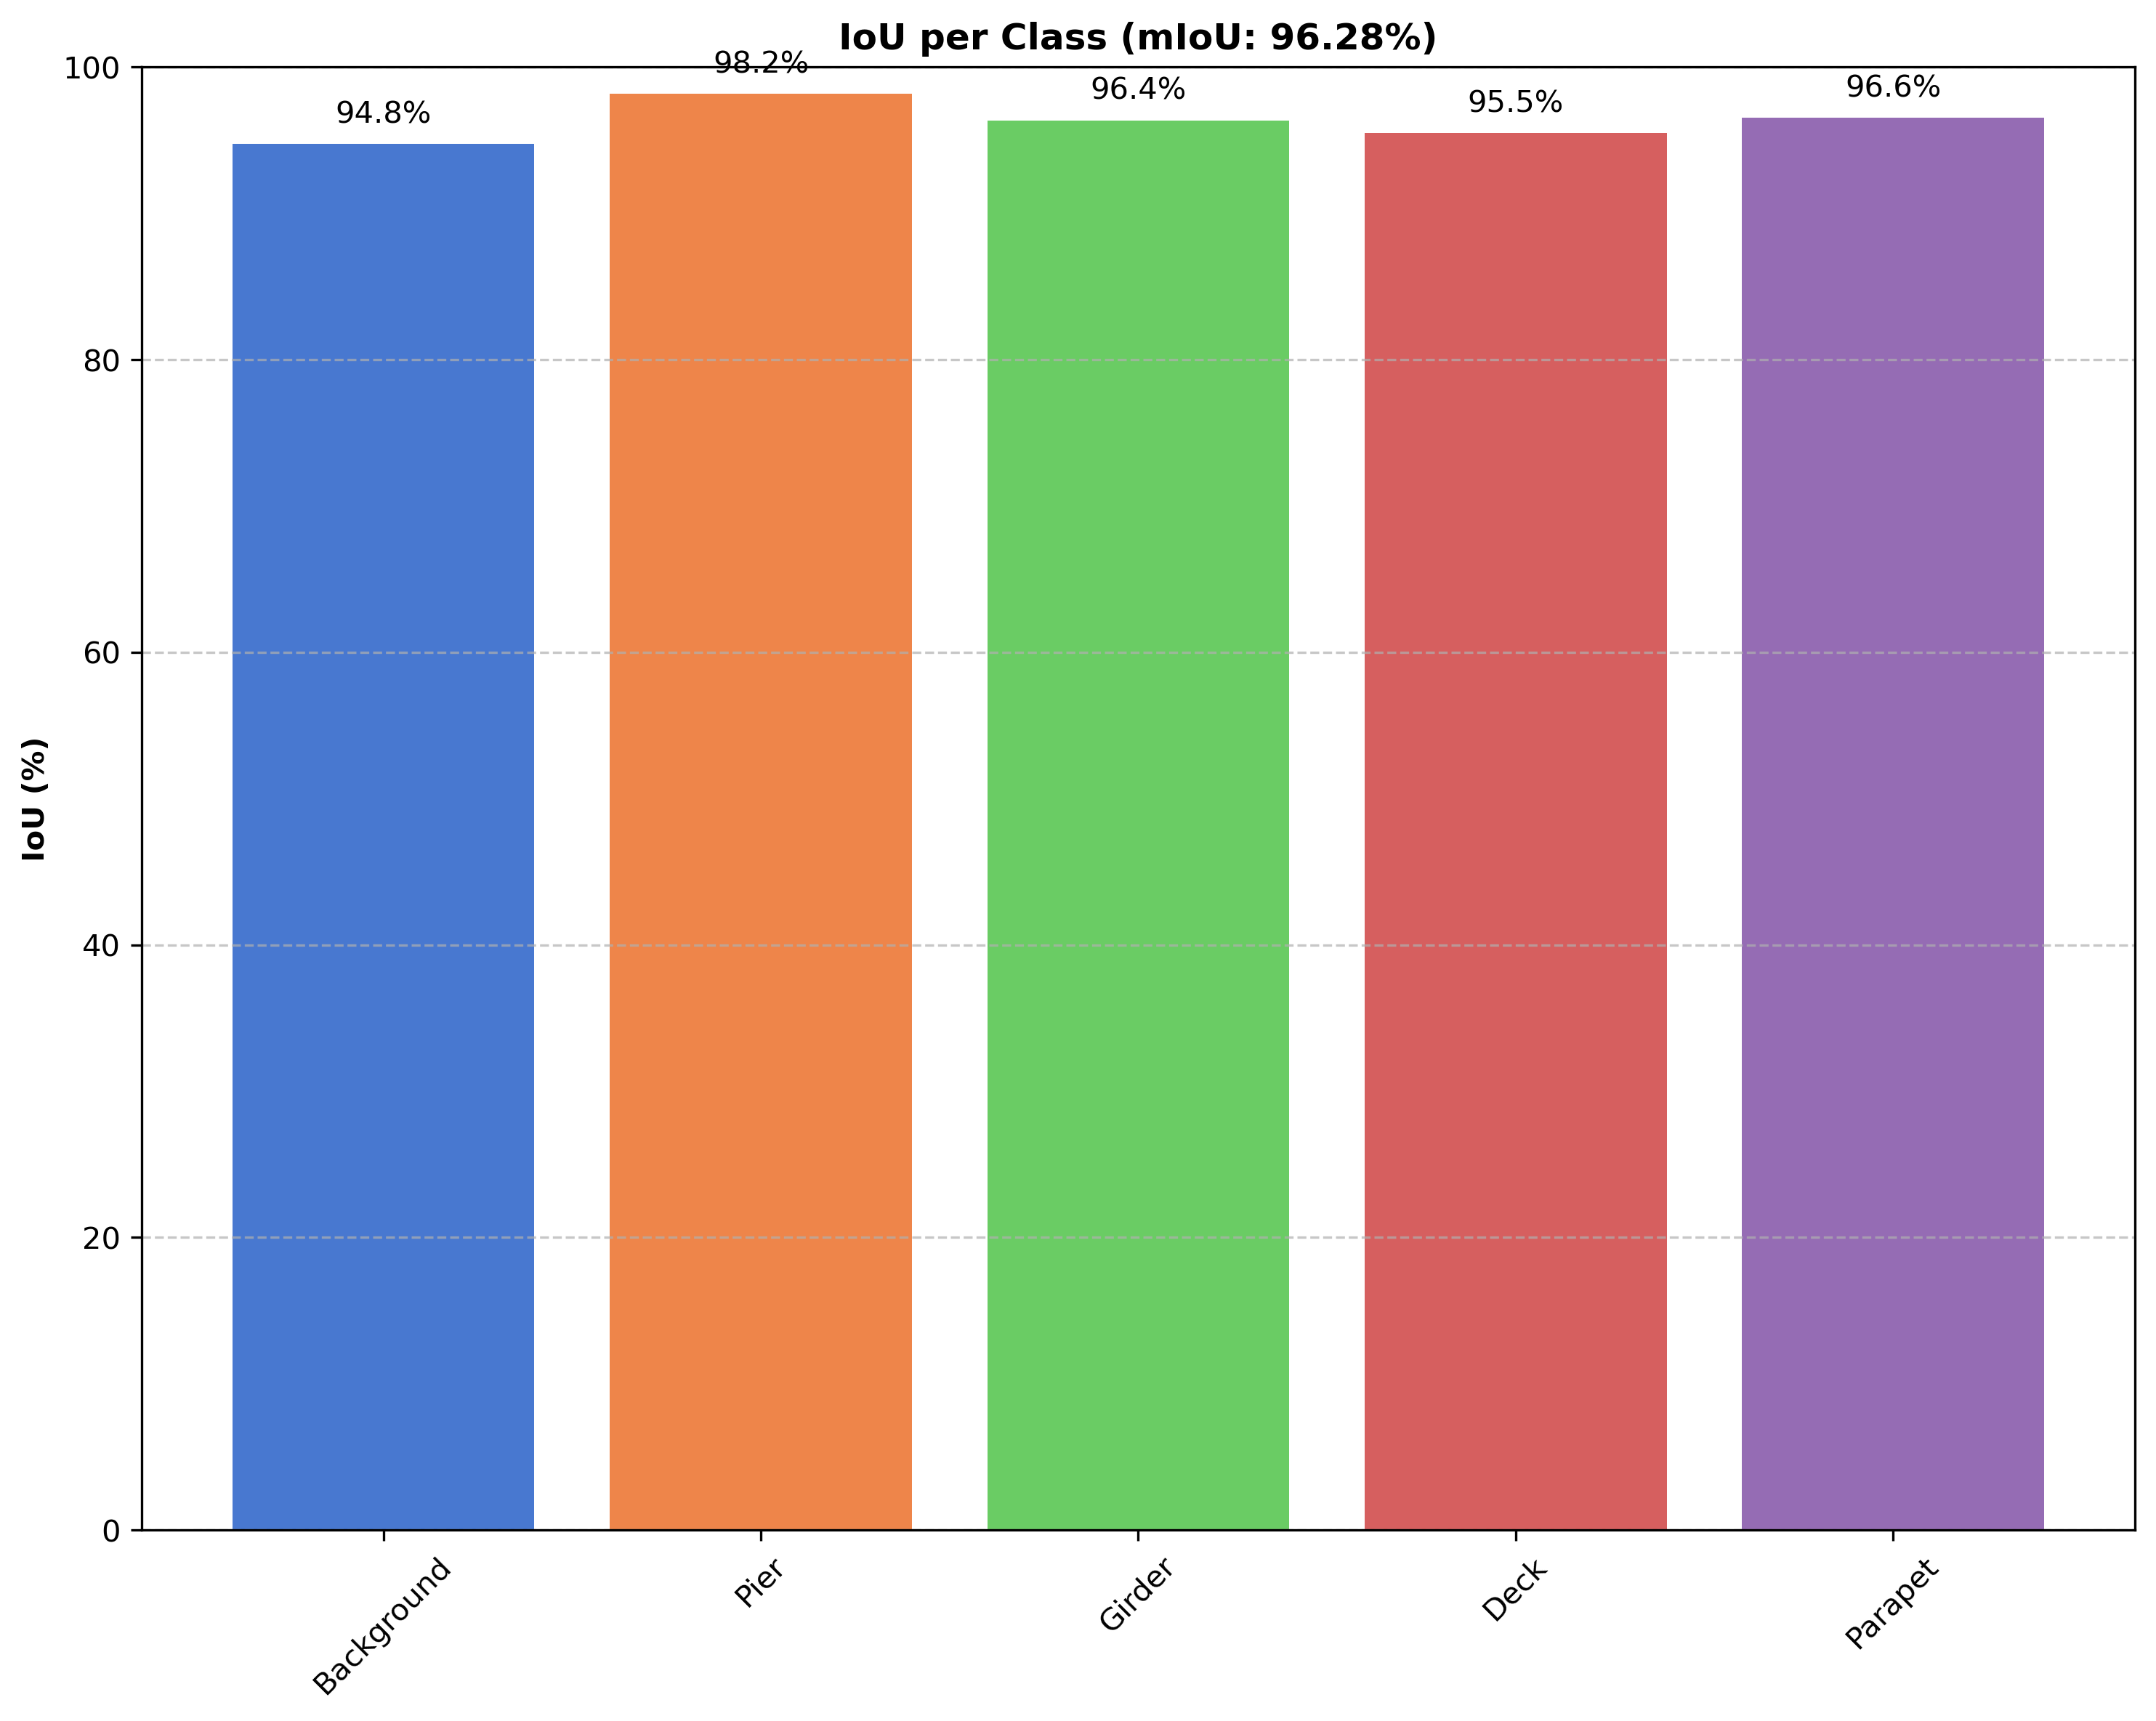 IoU per Class (mIoU: 96.28%)
98.2%
100
94.8%
96.4%
95.5%
96.6%
80
60
IoU (%)
40
20
0
Background
Pier
Girder
Deck
Parapet